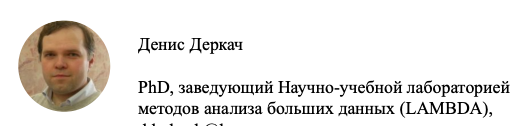 Денис Деркач
PhD, заведующий Научно-учебной лабораторией
методов анализа больших данных (LAMBDA),